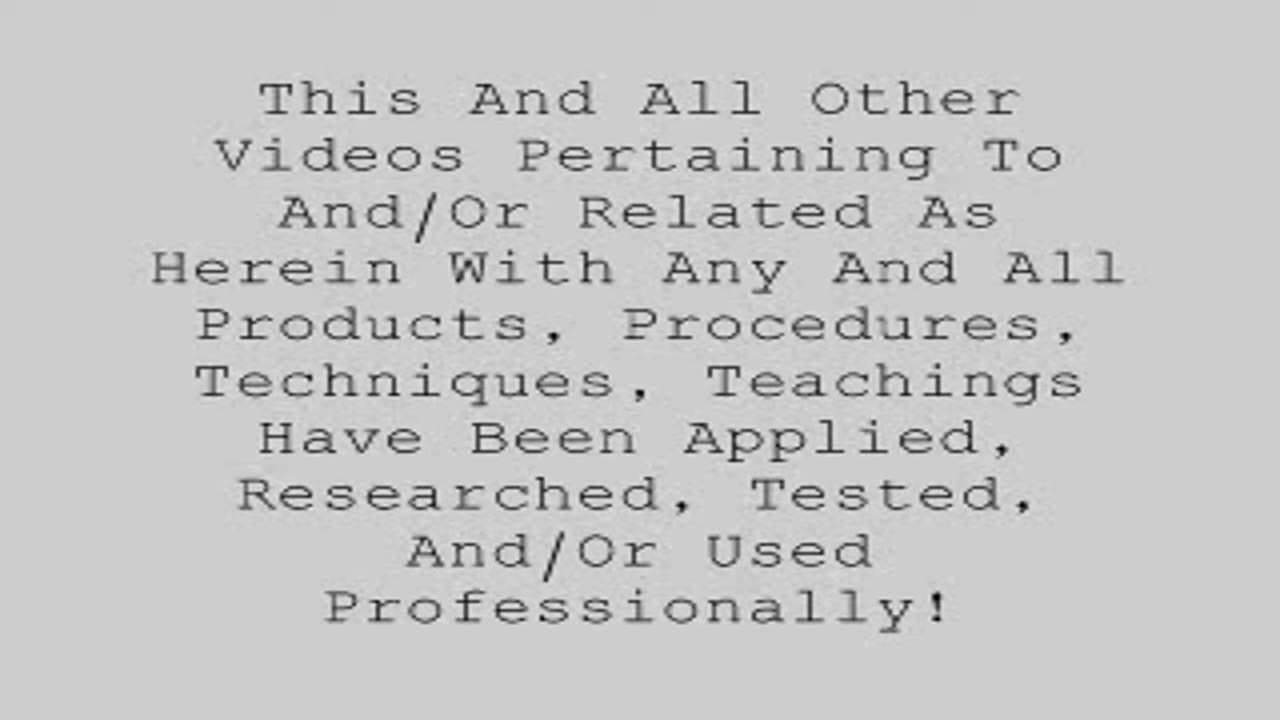 This And All Other
Videos Pertaining To
And/Or Related As
Herein With Any And All
Products, Procedures,
Techniques, Teachings
Have Been Applied,
Researched, Tested,
And/Or Used
Professionally!